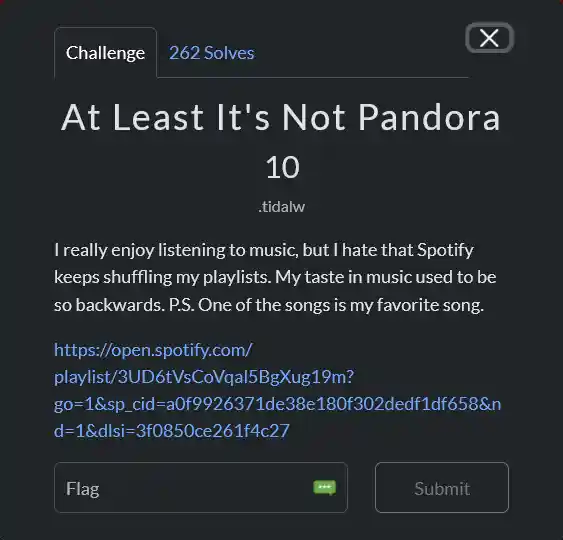 Challenge
262 Solves
At Least It's Not Pandora
10
.tidalw
I really enjoy listening to music, but I hate that Spotify
keeps shuffling my playlists. My taste in music used to be
so backwards. P.S. One of the songs is my favorite song.
https://open.spotify.com/
playlist/3UD6tVsCoVqal5BgXug19m?
go=1&sp_cid=a0f9926371de38e180f302dedf1df658&n
d=1&dlsi=3f0850ce261f4c27
Flag
Submit